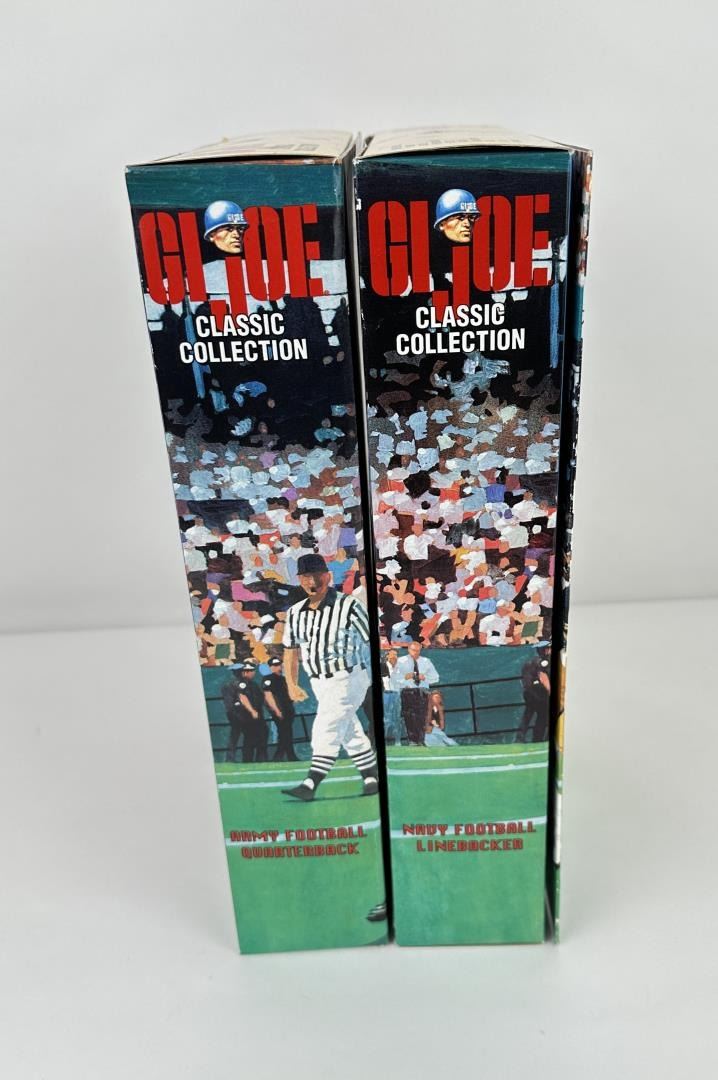 GI JOE
CLASSIC
COLLECTION
ARMY FOOTBALL
QUARTERBACK
GI JOE
CLASSIC
COLLECTION
NAVY FOOTBALL
LINEBACKER